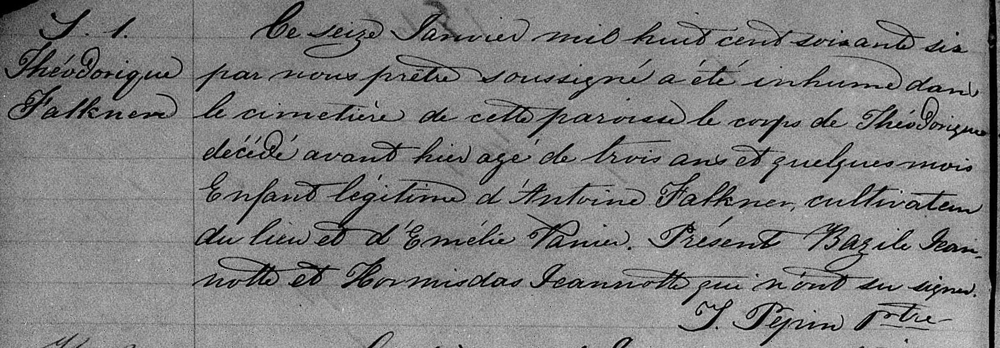 S. 1.
Théodorique
Falkner
Ce seize Janvier mil huit cent soixante six
par nous prêtre soussigné a été inhumé dans
le cimetière de cette paroisse le corps de Théodorique
décédé avant hier agé de trois ans et quelques mois
Enfant légitime d'Antoine Falkner, cultivateur
du lieu et d'Emélie Vanier. Présent Bazile Jean-
notte et Hormisdas Jeannotte qui n'ont su signer.
J. Pepin Ptre